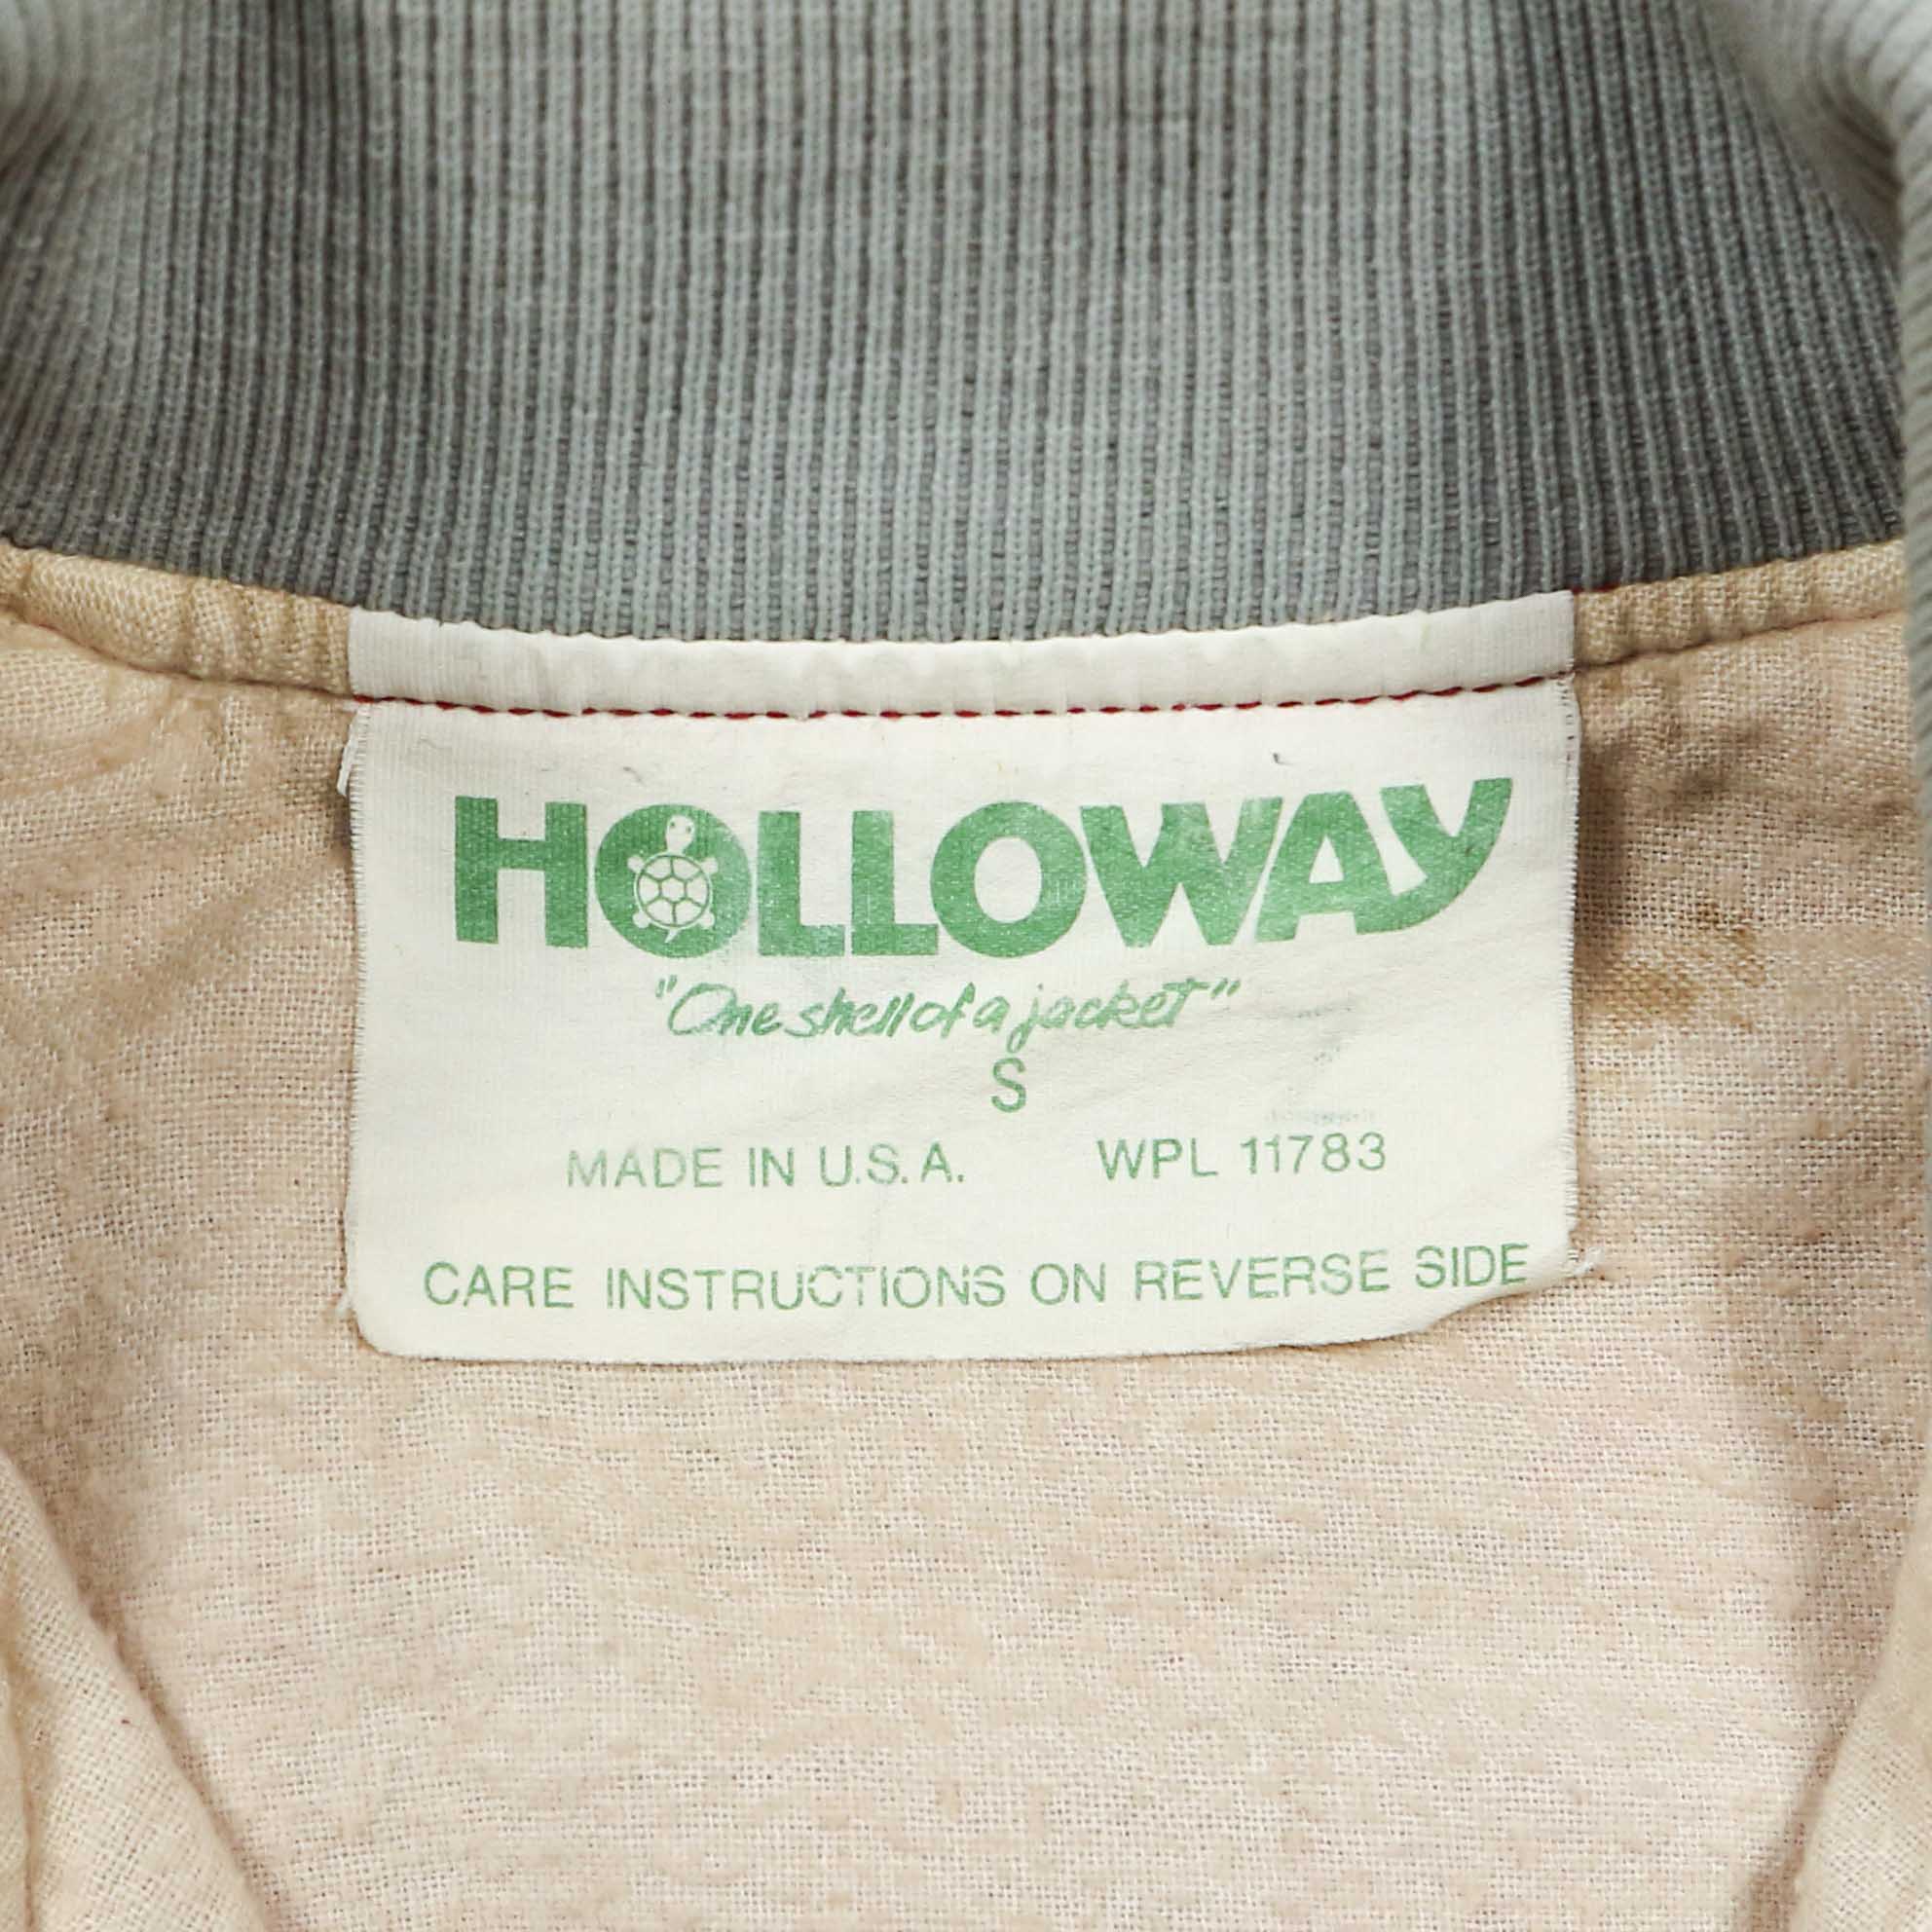 HOLLOWAY
"One shell of a jacket"
S
MADE IN U.S.A. WPL 11783
CARE INSTRUCTIONS ON REVERSE SIDE